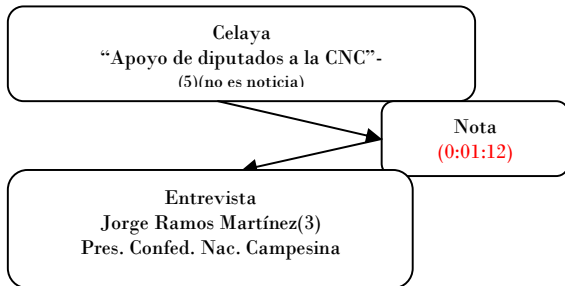 Celaya
“Apoyo de diputados a la CNC”-
(5)(no es noticia)
Nota
(0:01:12)
Entrevista
Jorge Ramos Martínez(3)
Pres. Confed. Nac. Campesina